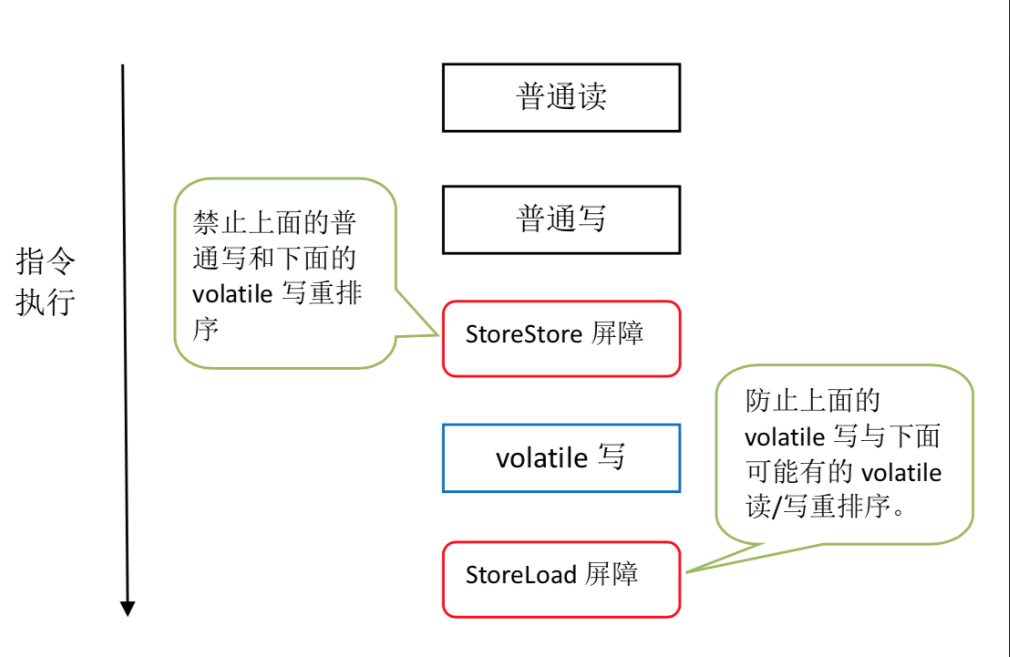 普通读
普通写
禁止上面的普
通写和下面的
volatile 写重排
序
指令
执行
StoreStore 屏障
volatile 写
防止上面的
volatile 写与下面
可能有的 volatile
读/写重排序。
StoreLoad 屏障